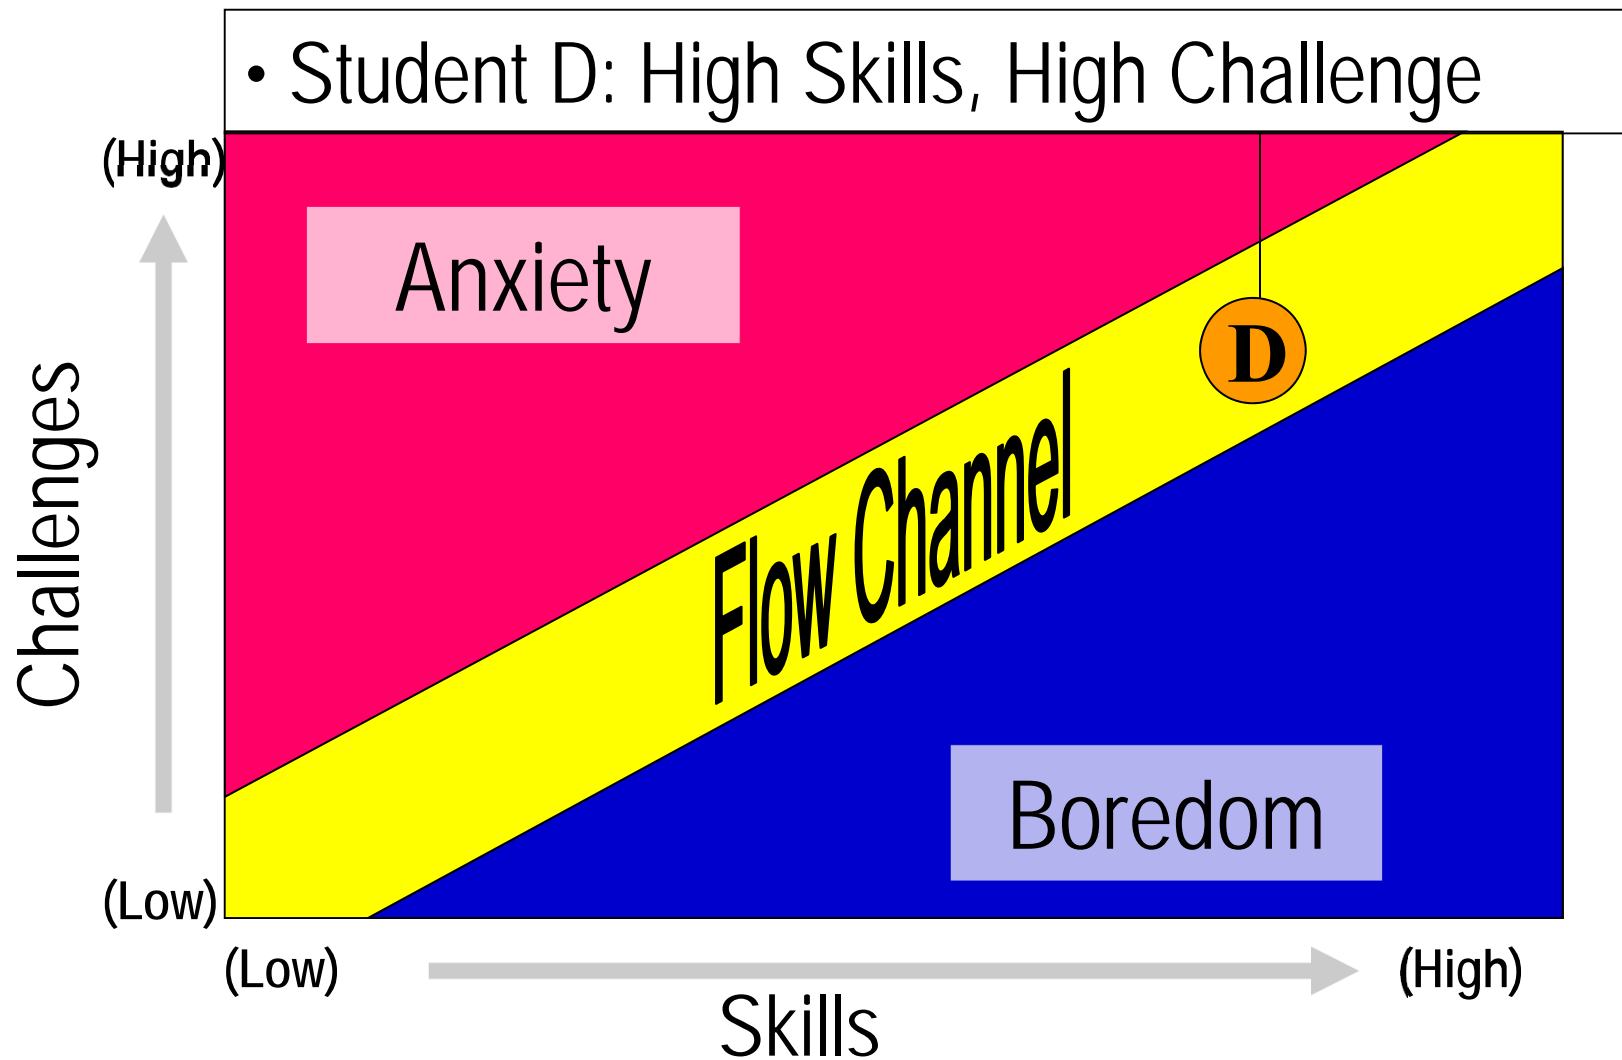 • Student D: High Skills, High Challenge
(High)
Anxiety
D
Challenges
Flow Channel
Boredom
(Low)
(Low)
(High)
Skills